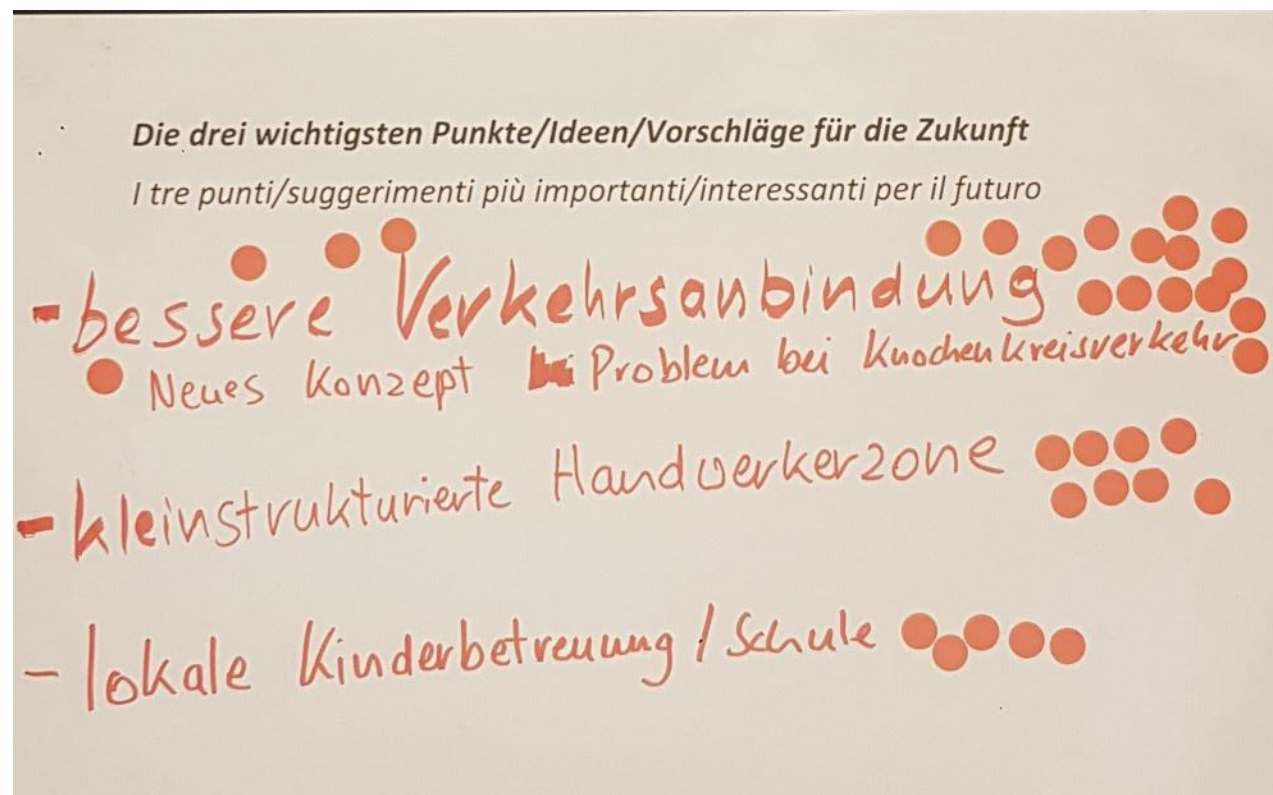 Die drei wichtigsten Punkte/Ideen/Vorschläge für die Zukunft
I tre punti/suggerimenti più importanti/interessanti per il futuro
- bessere Verkehrsanbindung
Neues Konzept Problem bei Knochenkreisverkehr
- kleinstrukturierte Handwerkerzone
- lokale Kinderbetreuung / Schule